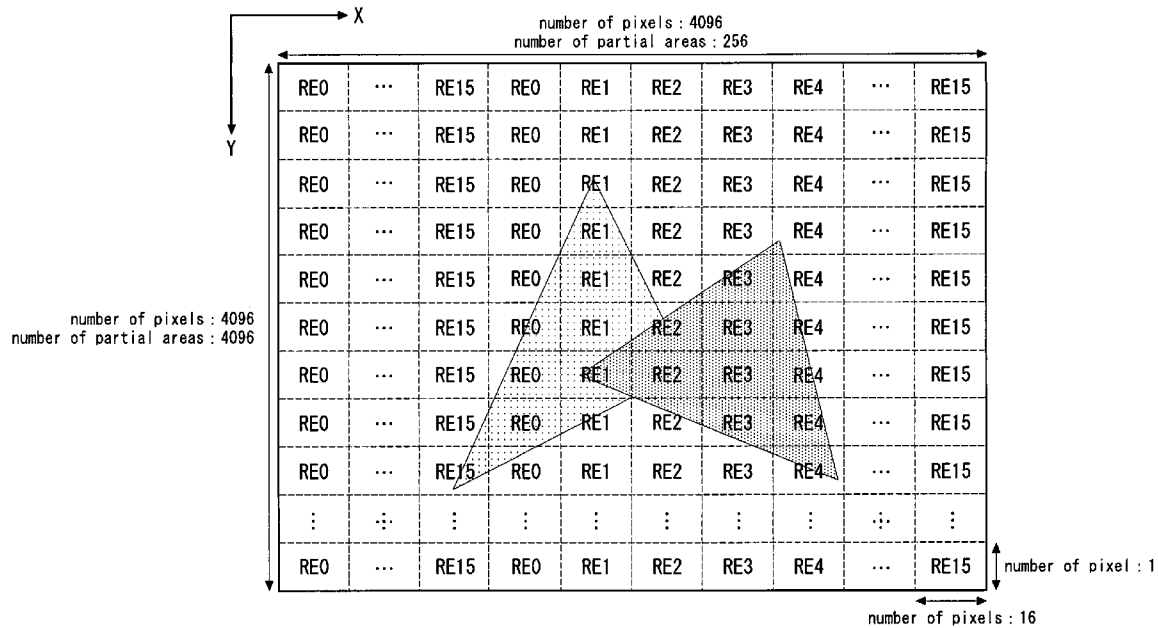 X
number of pixels : 4096
number of partial areas : 256
RE0 ⋯ RE15 RE0 RE1 RE2 RE3 RE4 ⋯ RE15
Y
RE0 ⋯ RE15 RE0 RE1 RE2 RE3 RE4 ⋯ RE15
RE0 ⋯ RE15 RE0 RE1 RE2 RE3 RE4 ⋯ RE15
RE0 ⋯ RE15 RE0 RE1 RE2 RE3 RE4 ⋯ RE15
RE0 ⋯ RE15 RE0 RE1 RE2 RE3 RE4 ⋯ RE15
number of pixels : 4096
number of partial areas : 4096
RE0 ⋯ RE15 RE0 RE1 RE2 RE3 RE4 ⋯ RE15
RE0 ⋯ RE15 RE0 RE1 RE2 RE3 RE4 ⋯ RE15
RE0 ⋯ RE15 RE0 RE1 RE2 RE3 RE4 ⋯ RE15
RE0 ⋯ RE15 RE0 RE1 RE2 RE3 RE4 ⋯ RE15
⋮ ⋮ ⋮ ⋮ ⋮ ⋮ ⋮ ⋮ ⋮ ⋮
RE0 ⋯ RE15 RE0 RE1 RE2 RE3 RE4 ⋯ RE15
number of pixel : 1
number of pixels : 16